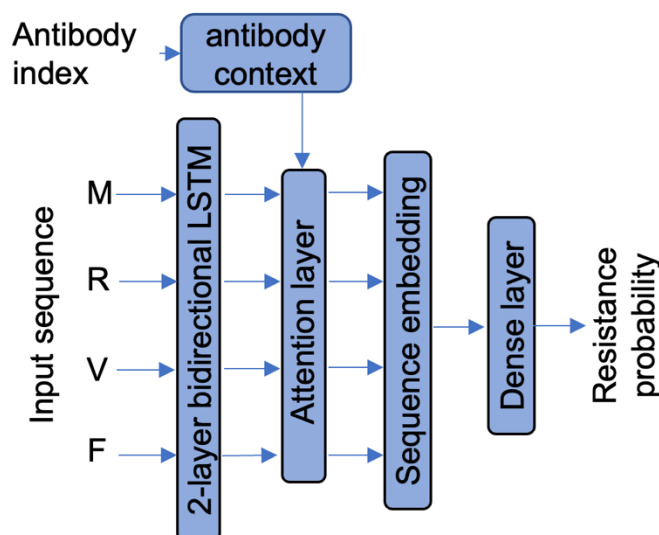 Antibody
index
antibody
context
Input sequence
M
R
V
F
2-layer bidirectional LSTM
Attention layer
Sequence embedding
Dense layer
Resistance
probability